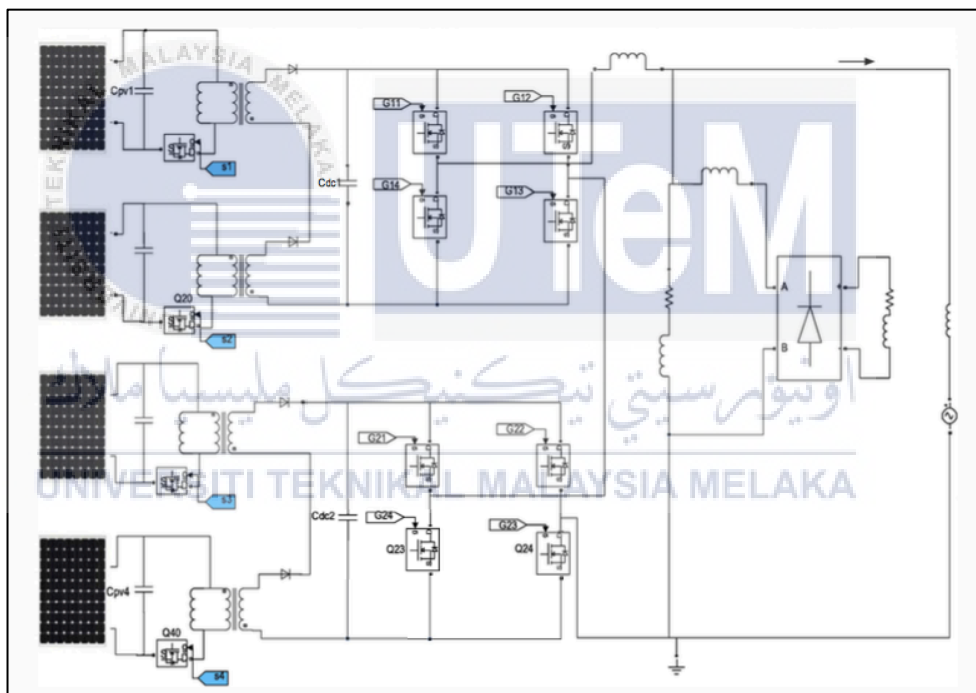 MALAYSIA MELAKA
UTeM
Cpv1
s1
G11
G12
Cdc1
G14
G13
Q20
s2
A
B
اونيۏرسيتي تيکنيکل مليسيا ملاك
UNIVERSITI TEKNIKAL MALAYSIA MELAKA
s3
G21
G22
Cdc2
G24
G23
Q23
Q24
Cpv4
Q40
s4